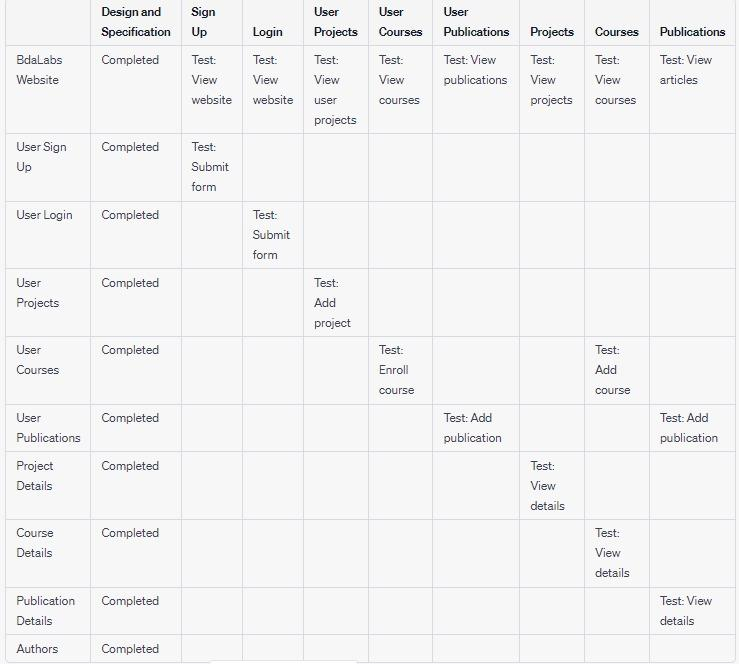 Design and Specification | Sign Up | Login | User Projects | User Courses | User Publications | Projects | Courses | Publications
BdaLabs Website | Completed | Test: View website | Test: View website | Test: View user projects | Test: View courses | Test: View publications | Test: View projects | Test: View courses | Test: View articles
User Sign Up | Completed | Test: Submit form
User Login | Completed | Test: Submit form
User Projects | Completed | Test: Add project
User Courses | Completed | Test: Enroll course | Test: Add course
User Publications | Completed | Test: Add publication | Test: Add publication
Project Details | Completed | Test: View details
Course Details | Completed | Test: View details
Publication Details | Completed | Test: View details
Authors | Completed